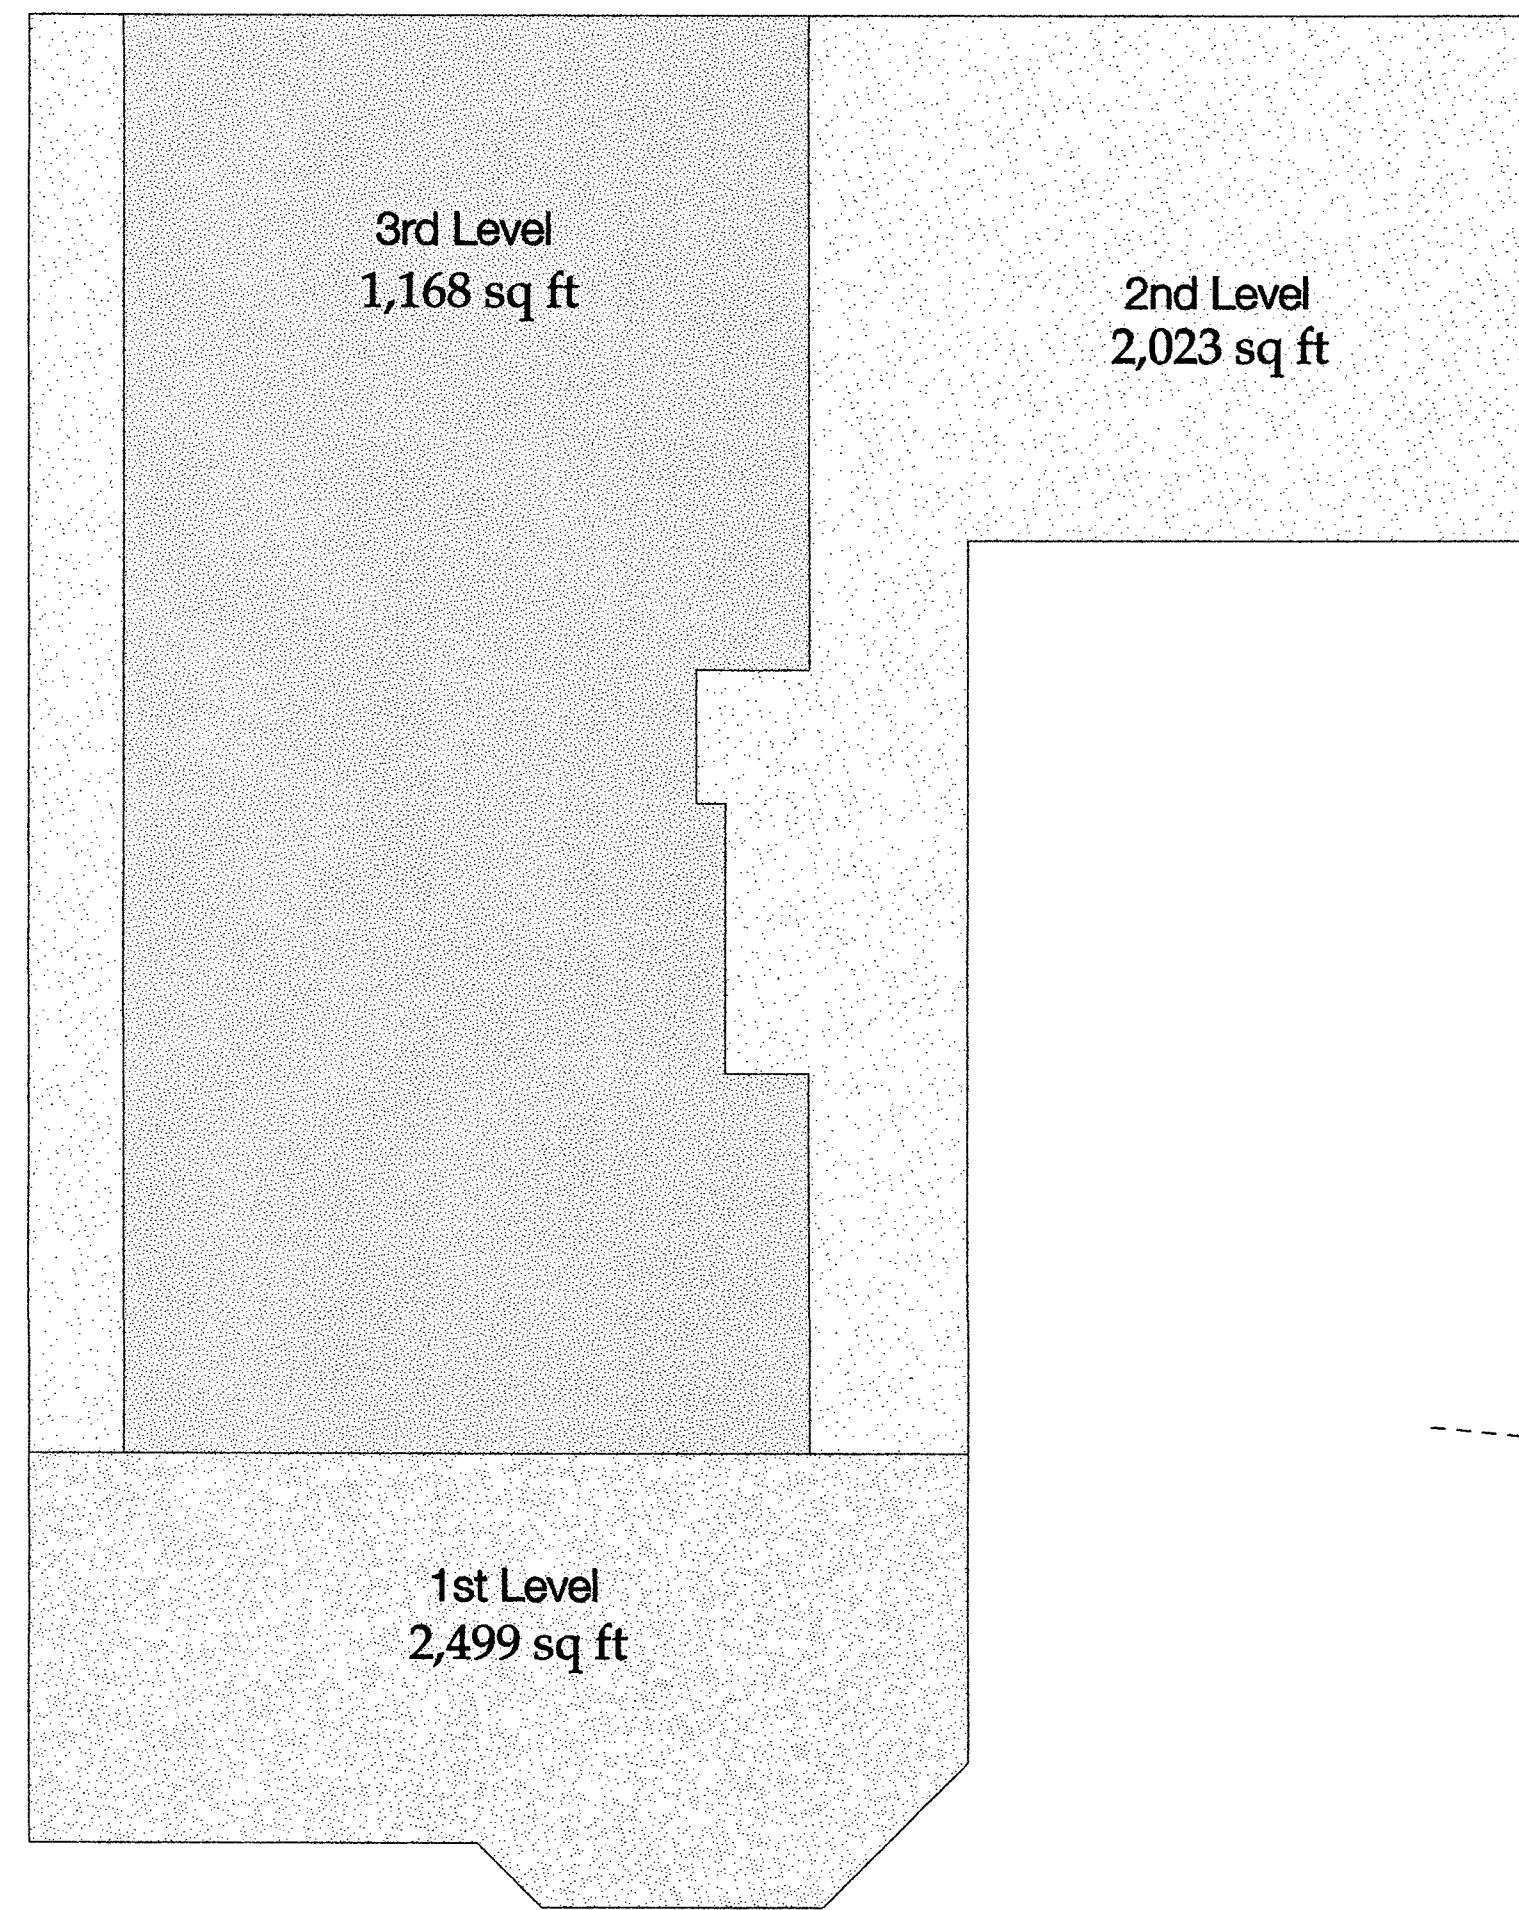 3rd Level
1,168 sq ft
2nd Level
2,023 sq ft
1st Level
2,499 sq ft